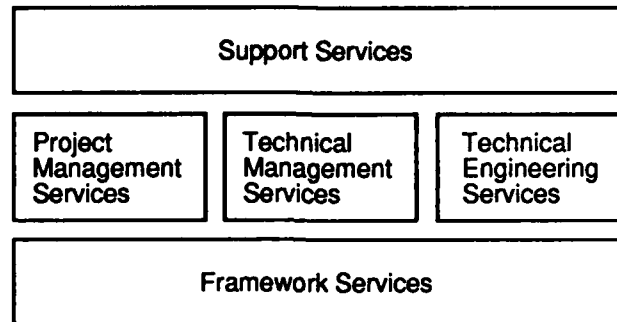 Support Services
Project
Management
Services
Technical
Management
Services
Technical
Engineering
Services
Framework Services